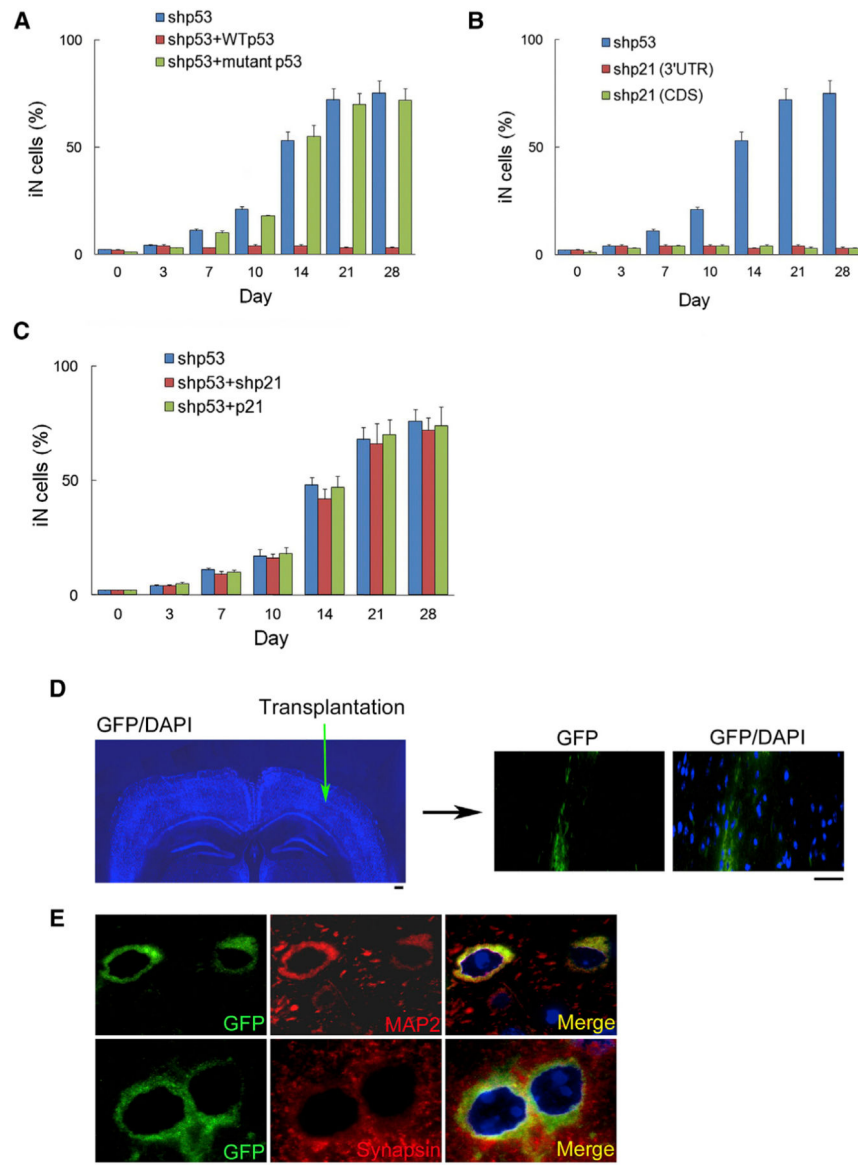 A
shp53
shp53+WTp53
shp53+mutant p53
100
50
0
iN cells (%)
0 3 7 10 14 21 28
Day
B
shp53
shp21 (3'UTR)
shp21 (CDS)
100
50
0
iN cells (%)
0 3 7 10 14 21 28
Day
C
shp53
shp53+shp21
shp53+p21
100
50
0
iN cells (%)
0 3 7 10 14 21 28
Day
D
Transplantation
GFP/DAPI
GFP
GFP/DAPI
E
GFP
MAP2
Merge
GFP
Synapsin
Merge